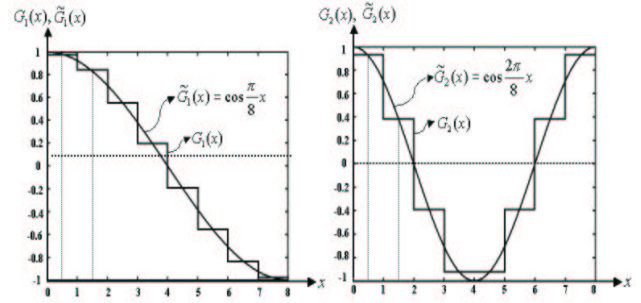 G₁(x), G̃₁(x)
1
0.8
0.6
0.4
0.2
0
-0.2
-0.4
-0.6
-0.8
-1
0 1 2 3 4 5 6 7 8 x
G̃₁(x) = cos π/8 x
G₁(x)
G₂(x), G̃₂(x)
1
0.8
0.6
0.4
0.2
0
-0.2
-0.4
-0.6
-0.8
-1
0 1 2 3 4 5 6 7 8 x
G̃₂(x) = cos 2π/8 x
G₂(x)